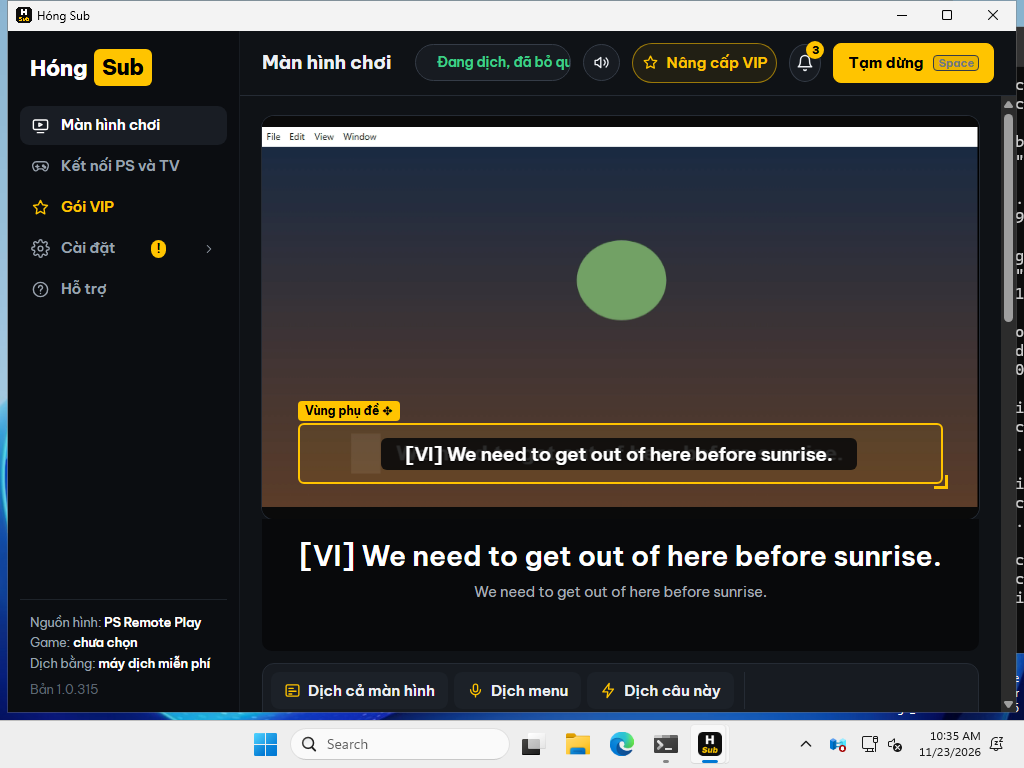 Hóng Sub
Hóng Sub
Màn hình chơi
Kết nối PS và TV
Gói VIP
Cài đặt !
Hỗ trợ
Nguồn hình: PS Remote Play
Game: chưa chọn
Dịch bằng: máy dịch miễn phí
Bản 1.0.315
Màn hình chơi
Đang dịch, đã bỏ qu
Nâng cấp VIP
3
Tạm dừng Space
File Edit View Window
Vùng phụ đề
[VI] We need to get out of here before sunrise.
[VI] We need to get out of here before sunrise.
We need to get out of here before sunrise.
Dịch cả màn hình
Dịch menu
Dịch câu này
Search
H
Sub
10:35 AM
11/23/2026